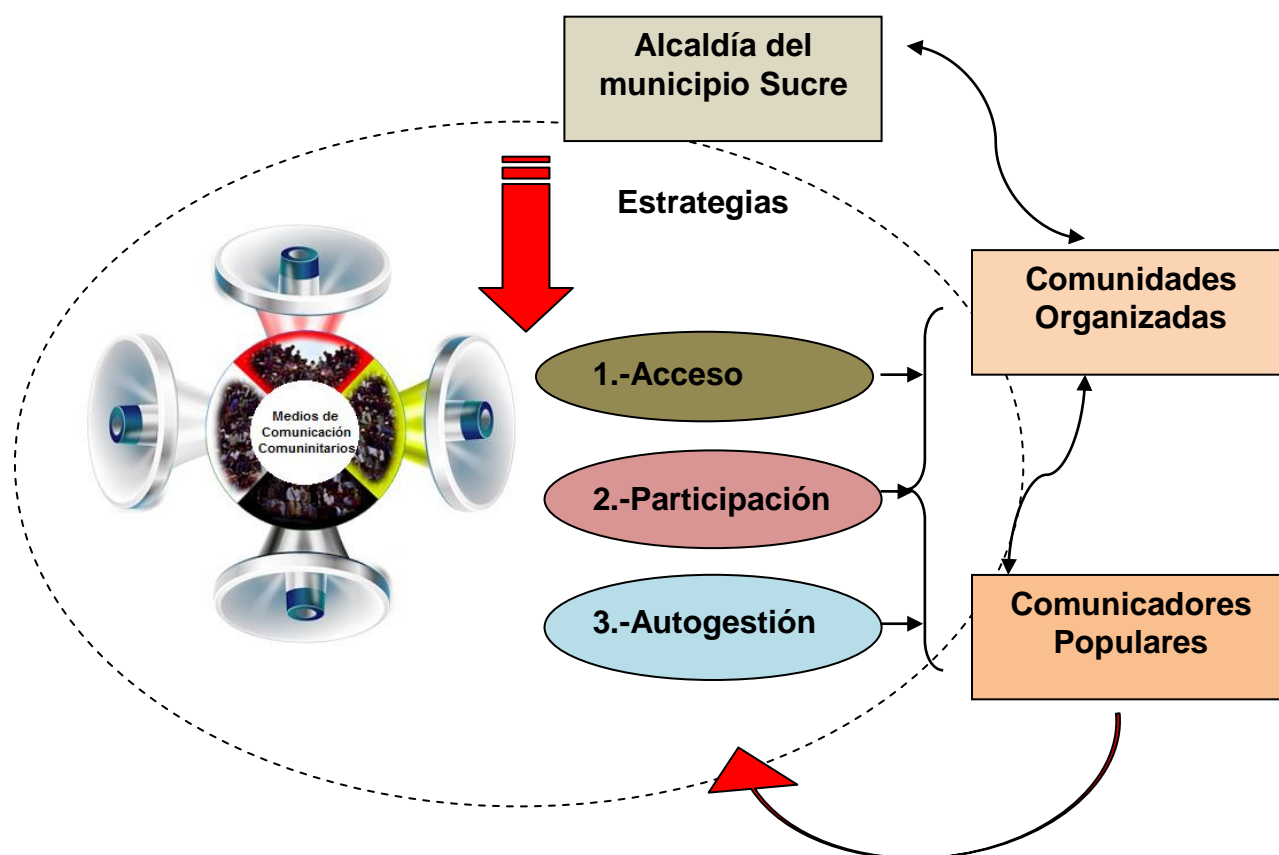 Alcaldía del
municipio Sucre
Estrategias
Comunidades
Organizadas
1.-Acceso
Medios de
Comunicación
Comuninitarios
2.-Participación
3.-Autogestión
Comunicadores
Populares